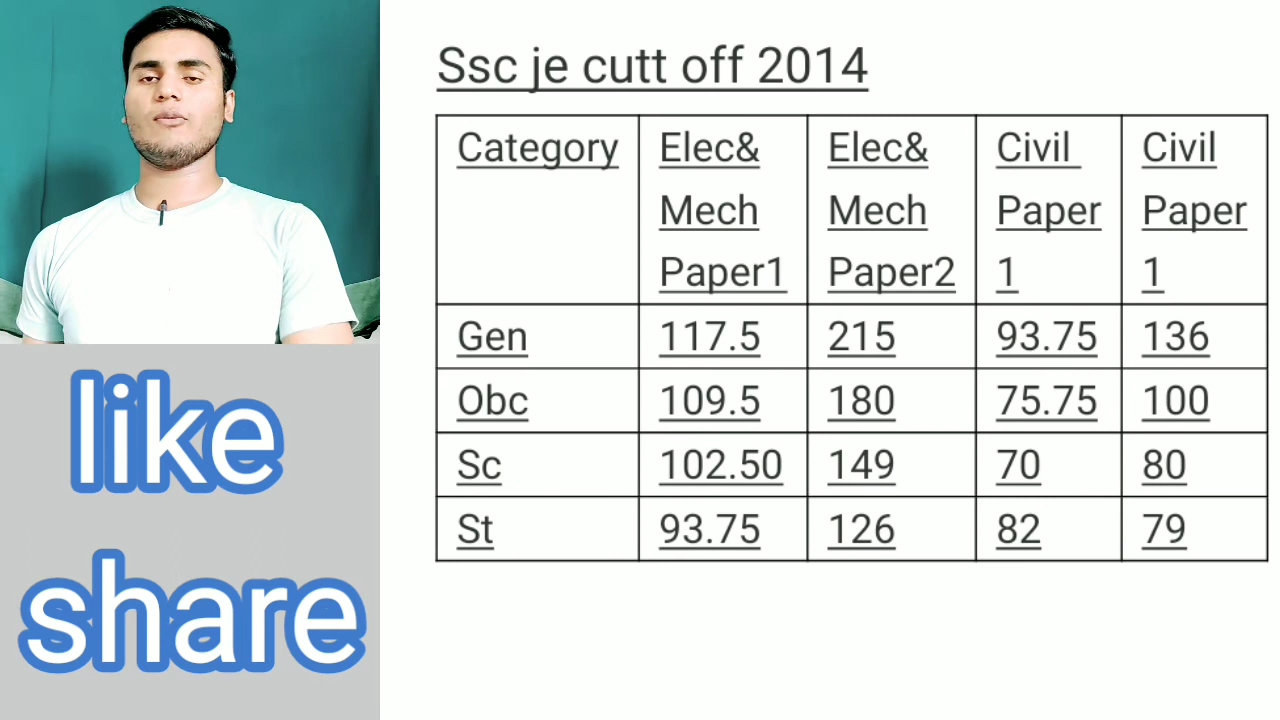 Ssc je cutt off 2014
Category Elec& Mech Paper1 Elec& Mech Paper2 Civil Paper 1 Civil Paper 1
Gen 117.5 215 93.75 136
Obc 109.5 180 75.75 100
Sc 102.50 149 70 80
St 93.75 126 82 79
like
share